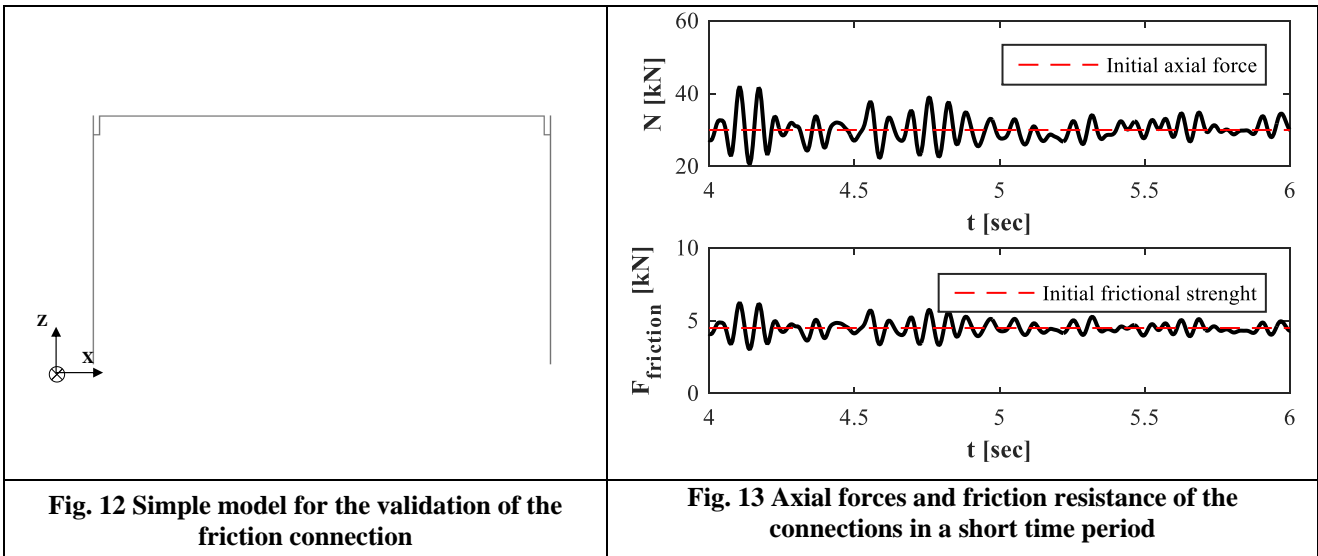 z
x
Fig. 12 Simple model for the validation of the
friction connection
60
40
20
N [kN]
Initial axial force
4
4.5
5
5.5
6
t [sec]
10
5
0
F friction [kN]
Initial frictional strenght
4
4.5
5
5.5
6
t [sec]
Fig. 13 Axial forces and friction resistance of the
connections in a short time period